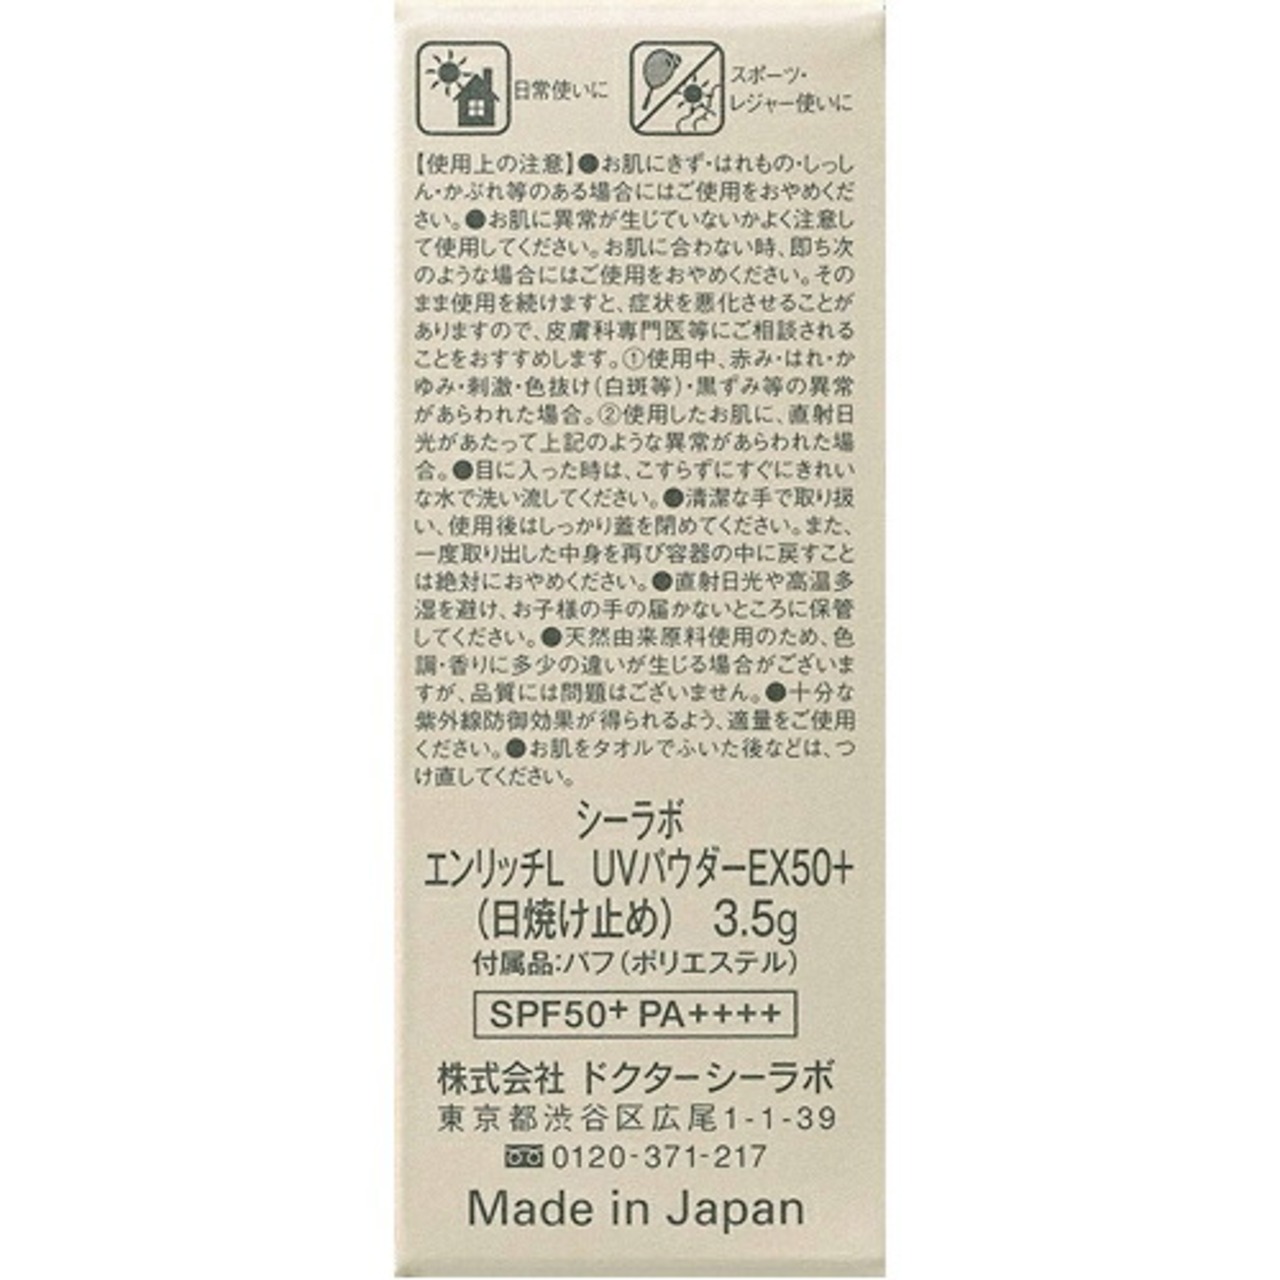 日常使いに
スポーツ・
レジャー使いに
【使用上の注意】●お肌にきず・はれもの・しっし
ん・かぶれ等のある場合にはご使用をおやめくだ
さい。●お肌に異常が生じていないかよく注意し
て使用してください。お肌に合わない時、即ち次
のような場合にはご使用をおやめください。その
まま使用を続けますと、症状を悪化させることが
ありますので、皮膚科専門医等にご相談される
ことをおすすめします。①使用中、赤み・はれ・か
ゆみ・刺激・色抜け(白斑等)・黒ずみ等の異常
があらわれた場合。②使用したお肌に、直射日
光があたって上記のような異常があらわれた場
合。●目に入った時は、こすらずにすぐにきれい
な水で洗い流してください。●清潔な手で取り扱
い、使用後はしっかり蓋を閉めてください。また、
一度取り出した中身を再び容器の中に戻すこと
は絶対におやめください。●直射日光や高温多
湿を避け、お子様の手の届かないところに保管
してください。●天然由来原料使用のため、色
調・香りに多少の違いが生じる場合がございま
すが、品質には問題はございません。●十分な
紫外線防御効果が得られるよう、適量をご使用
ください。●お肌をタオルでふいた後などは、つ
け直してください。
シーラボ
エンリッチL UVパウダーEX50+
(日焼け止め) 3.5g
付属品:パフ(ポリエステル)
SPF50+ PA++++
株式会社 ドクターシーラボ
東京都渋谷区広尾1-1-39
0120-371-217
Made in Japan